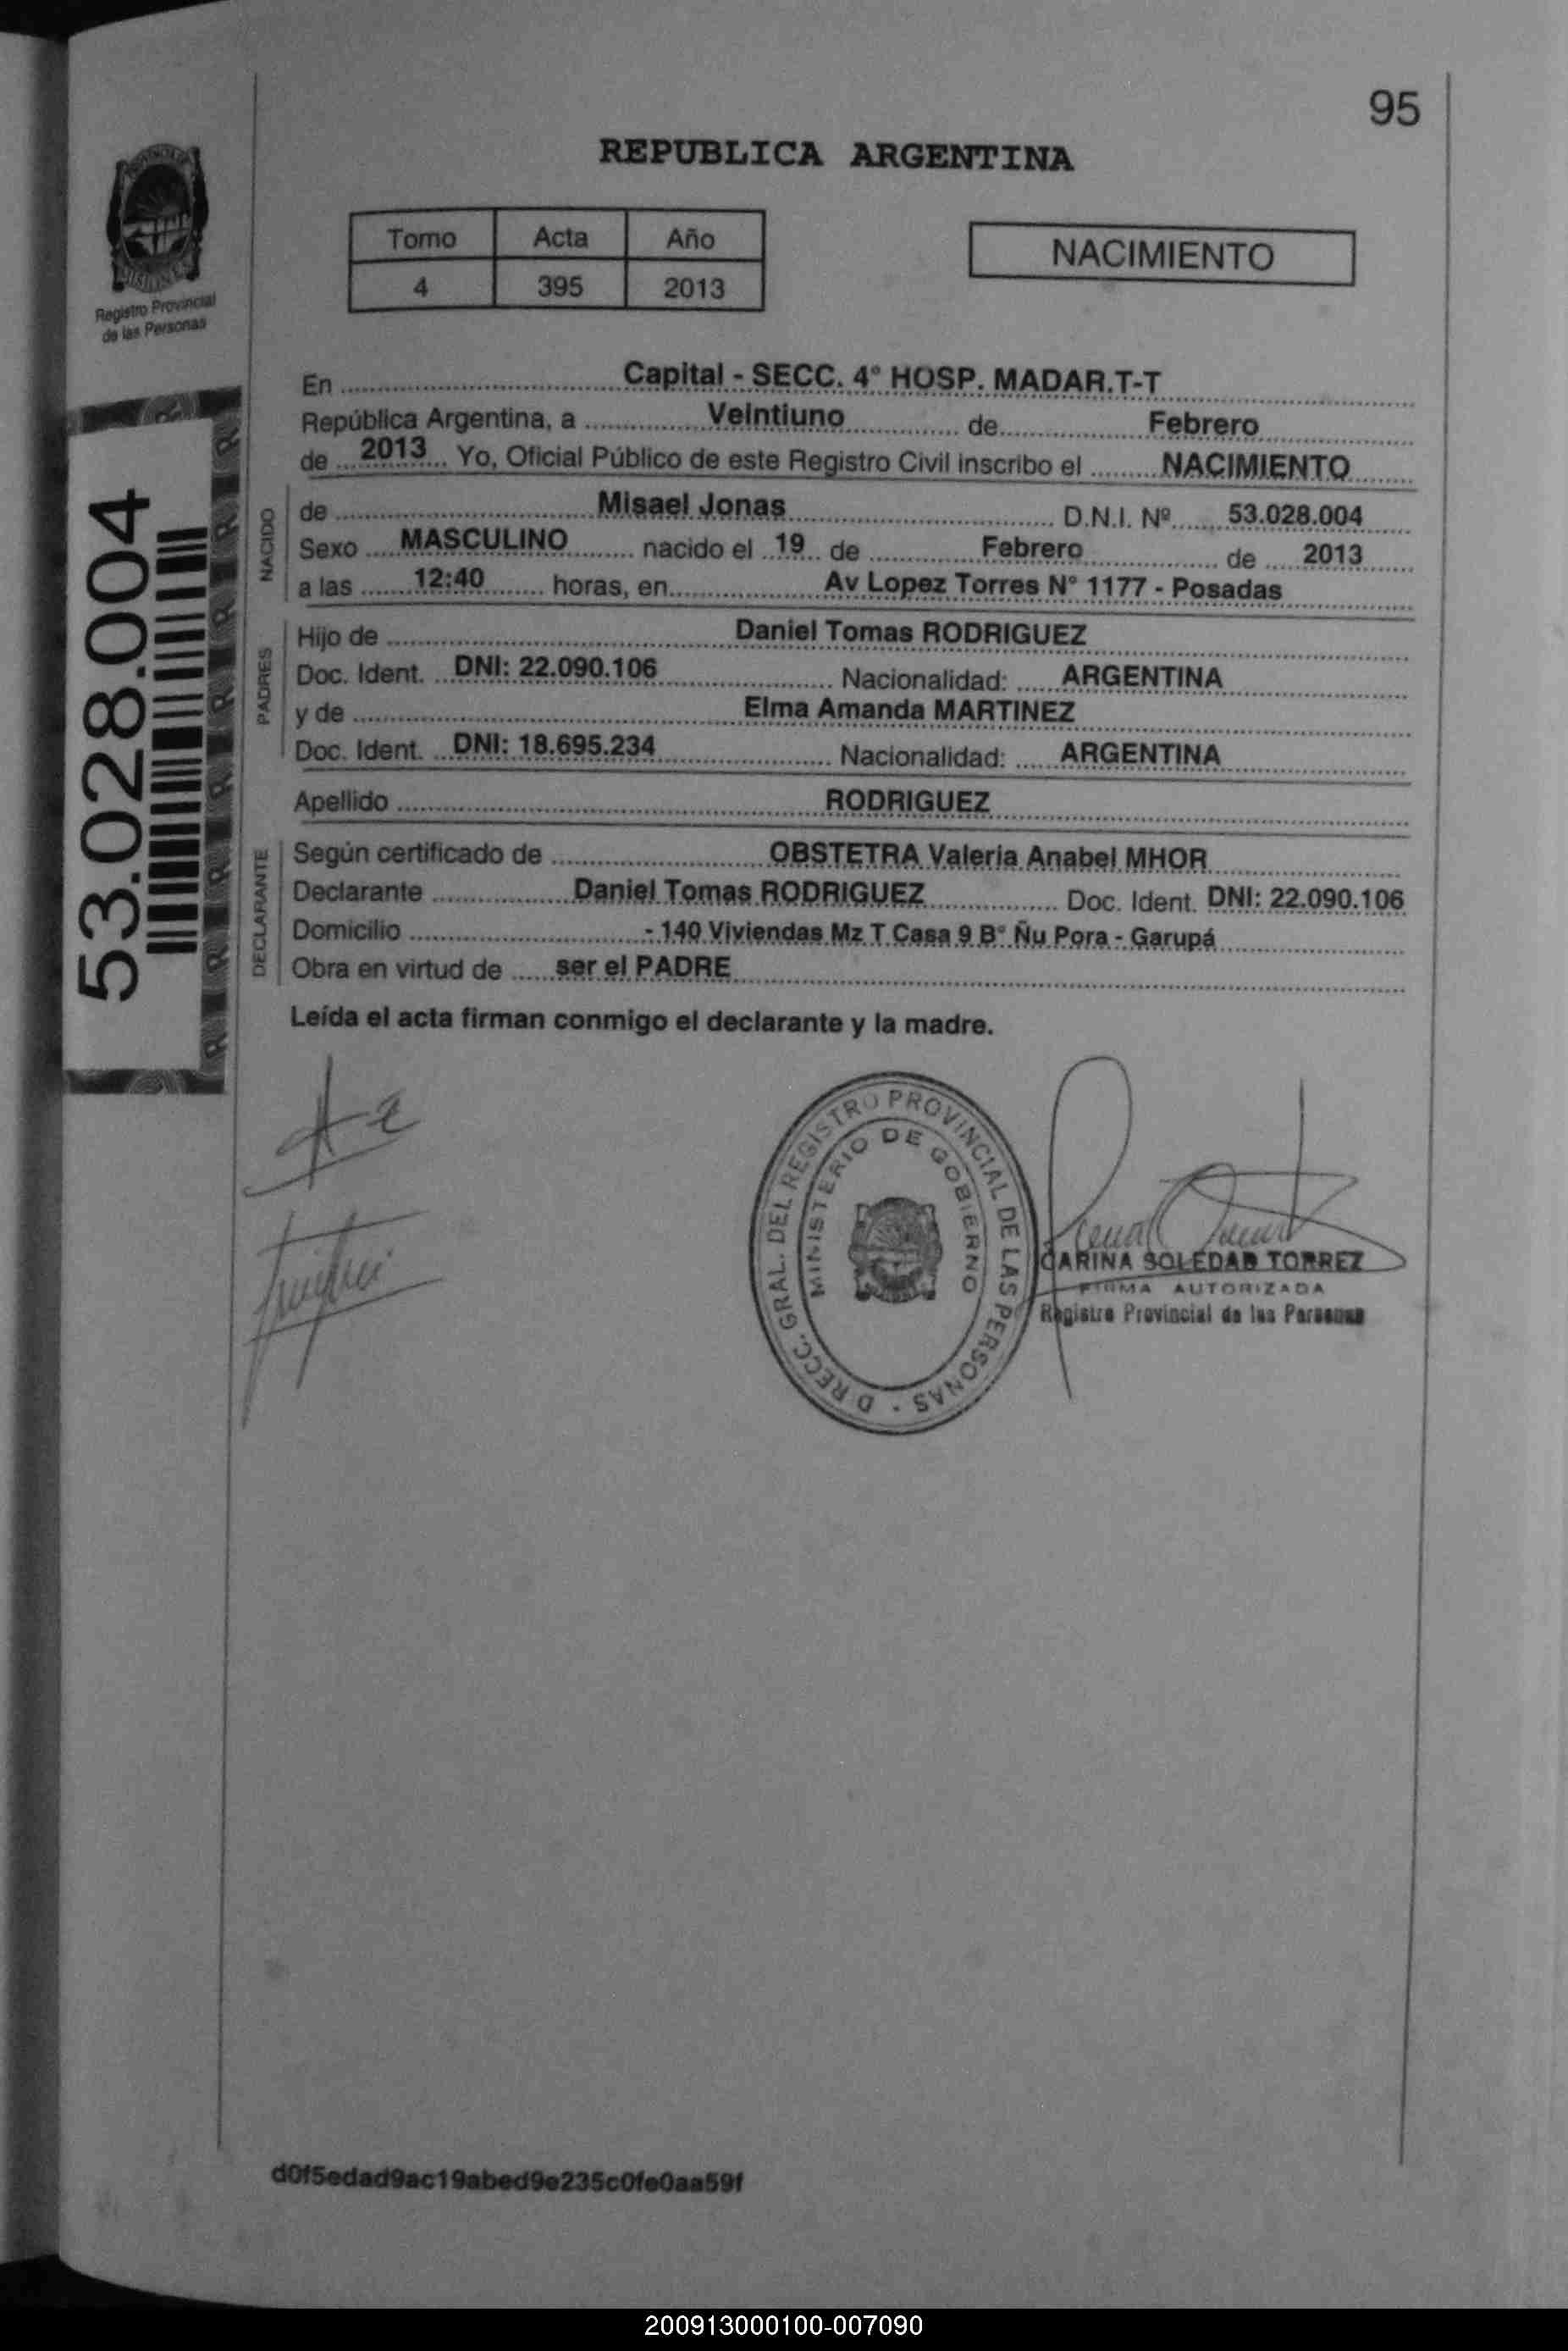 95
REPUBLICA ARGENTINA
Tomo Acta Año
4 395 2013
NACIMIENTO
PROVINCIA DE
MISIONES
Registro Provincial
de las Personas
53.028.004
En Capital - SECC. 4° HOSP. MADAR.T-T
República Argentina, a Veintiuno de Febrero
de 2013 Yo, Oficial Público de este Registro Civil inscribo el NACIMIENTO
NACIDO
de Misael Jonas D.N.I. Nº 53.028.004
Sexo MASCULINO nacido el 19 de Febrero de 2013
a las 12:40 horas, en Av Lopez Torres N° 1177 - Posadas
PADRES
Hijo de Daniel Tomas RODRIGUEZ
Doc. Ident. DNI: 22.090.106 Nacionalidad: ARGENTINA
y de Elma Amanda MARTINEZ
Doc. Ident. DNI: 18.695.234 Nacionalidad: ARGENTINA
Apellido RODRIGUEZ
DECLARANTE
Según certificado de OBSTETRA Valeria Anabel MHOR
Declarante Daniel Tomas RODRIGUEZ Doc. Ident. DNI: 22.090.106
Domicilio - 140 Viviendas Mz T Casa 9 B° Ñu Pora - Garupá
Obra en virtud de ser el PADRE
Leída el acta firman conmigo el declarante y la madre.
DIRECC. GRAL. DEL REGISTRO PROVINCIAL DE LAS PERSONAS -
MINISTERIO DE GOBIERNO
CARINA SOLEDAD TORREZ
FIRMA AUTORIZADA
Registro Provincial de las Personas
d0f5edad9ac19abed9e235c0fe0aa59f
200913000100-007090